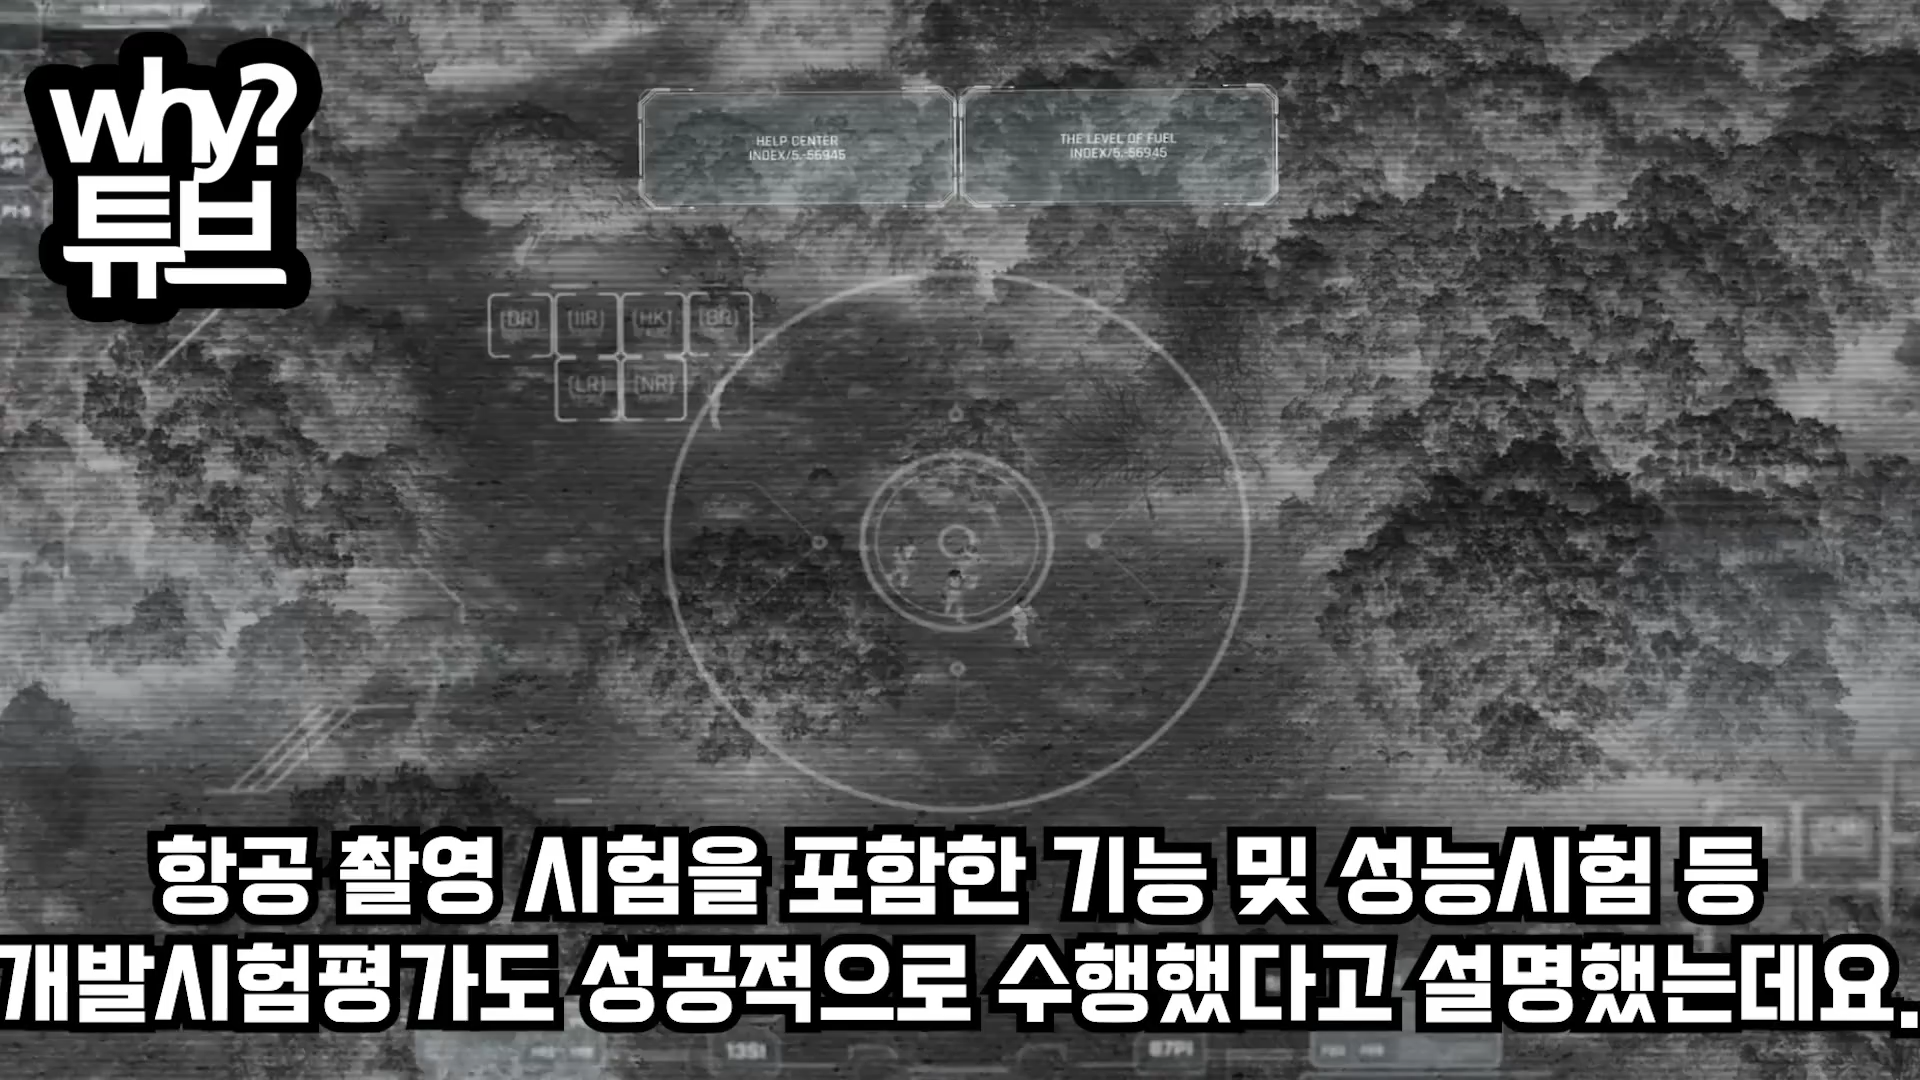 why?
튜브
HELP CENTER
INDEX/5.-56945
THE LEVEL OF FUEL
INDEX/5.-56945
[DR] [IIR] [HK] [BR]
[LR] [NR]
항공 촬영 시험을 포함한 기능 및 성능시험 등
개발시험평가도 성공적으로 수행했다고 설명했는데요.